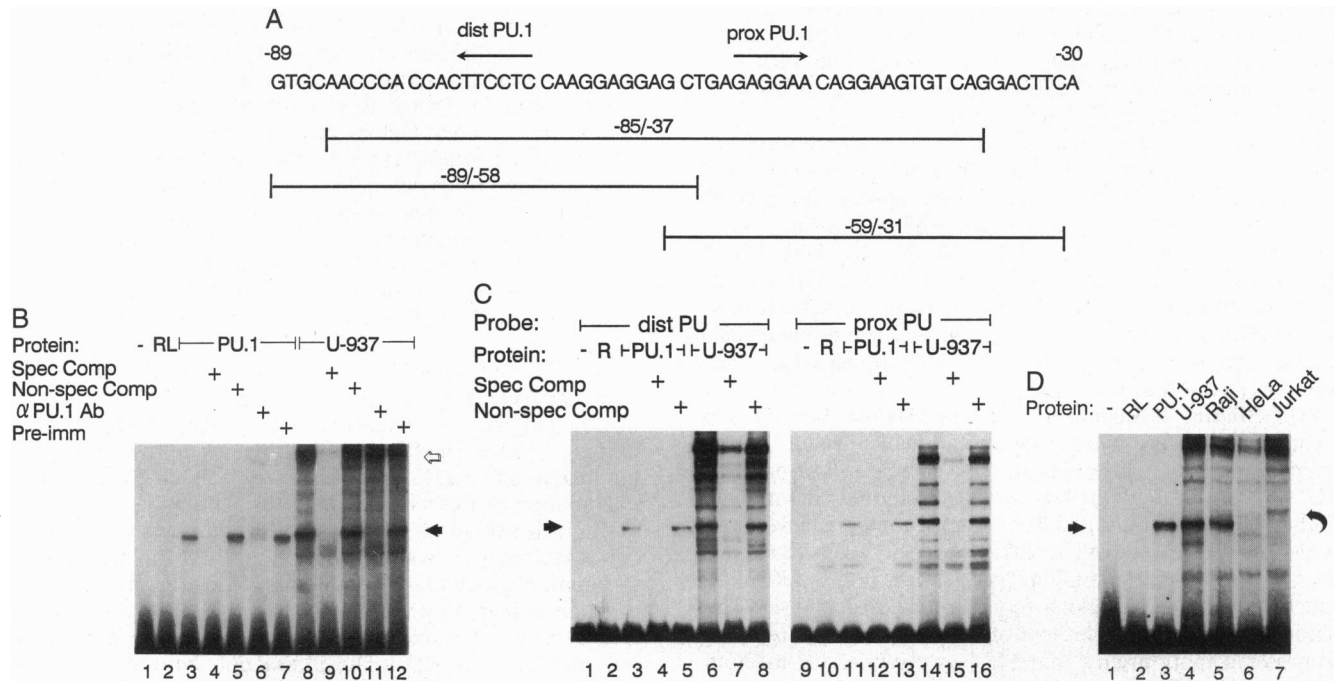 A
dist PU.1
prox PU.1
-89
-30
GTGCAACCCA CCACTTCCTC CAAGGAGGAG CTGAGAGGAA CAGGAAGTGT CAGGACTTCA
-85/-37
-89/-58
-59/-31
B
Protein: - RL PU.1 U-937
Spec Comp + +
Non-spec Comp + +
α PU.1 Ab + +
Pre-imm + +
1 2 3 4 5 6 7 8 9 10 11 12
C
Probe: dist PU prox PU
Protein: - R PU.1 U-937 - R PU.1 U-937
Spec Comp + + + +
Non-spec Comp + + + +
1 2 3 4 5 6 7 8 9 10 11 12 13 14 15 16
D
Protein: - RL PU.1 U-937 Raji HeLa Jurkat
1 2 3 4 5 6 7